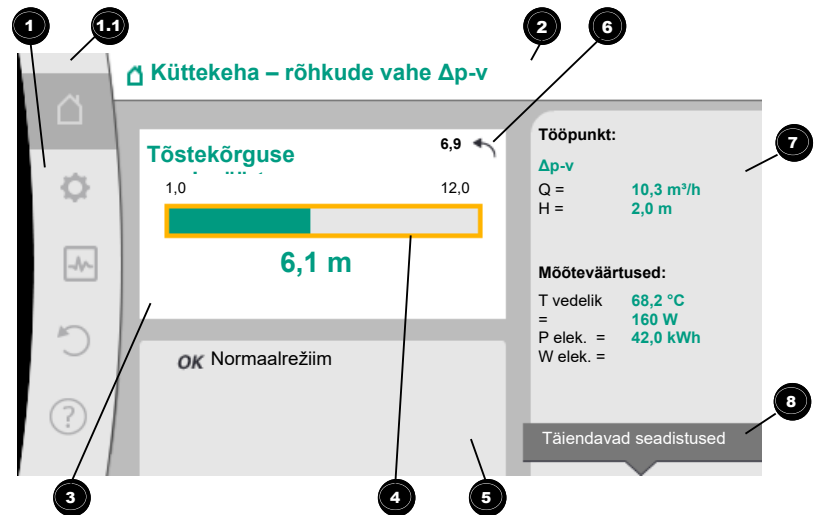 1
1.1
2
6
Küttekeha – rõhkude vahe Δp-v
Tõstekõrguse
6,9
1,0
12,0
6,1 m
OK Normaalrežiim
Tööpunkt:
Δp-v
Q = 10,3 m³/h
H = 2,0 m
Mõõteväärtused:
T vedelik 68,2 °C
= 160 W
P elek. = 42,0 kWh
W elek. =
Täiendavad seadistused
7
8
3
4
5